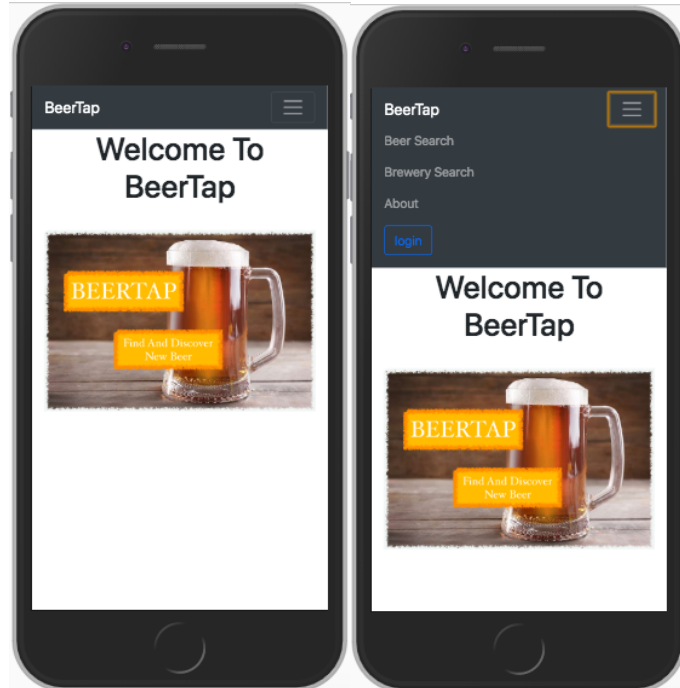 BeerTap
Welcome To
BeerTap
BEERTAP
Find And Discover
New Beer
BeerTap
Beer Search
Brewery Search
About
login
Welcome To
BeerTap
BEERTAP
Find And Discover
New Beer